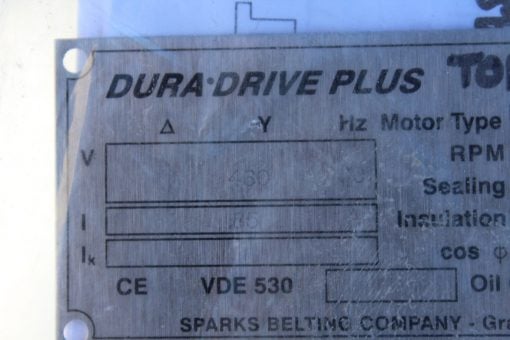 DURA·DRIVE PLUS
Δ Y Hz Motor Type
V 460 RPM
Sealing
I Insulation
Ik cos φ
CE VDE 530 Oil
SPARKS BELTING COMPANY - Gra